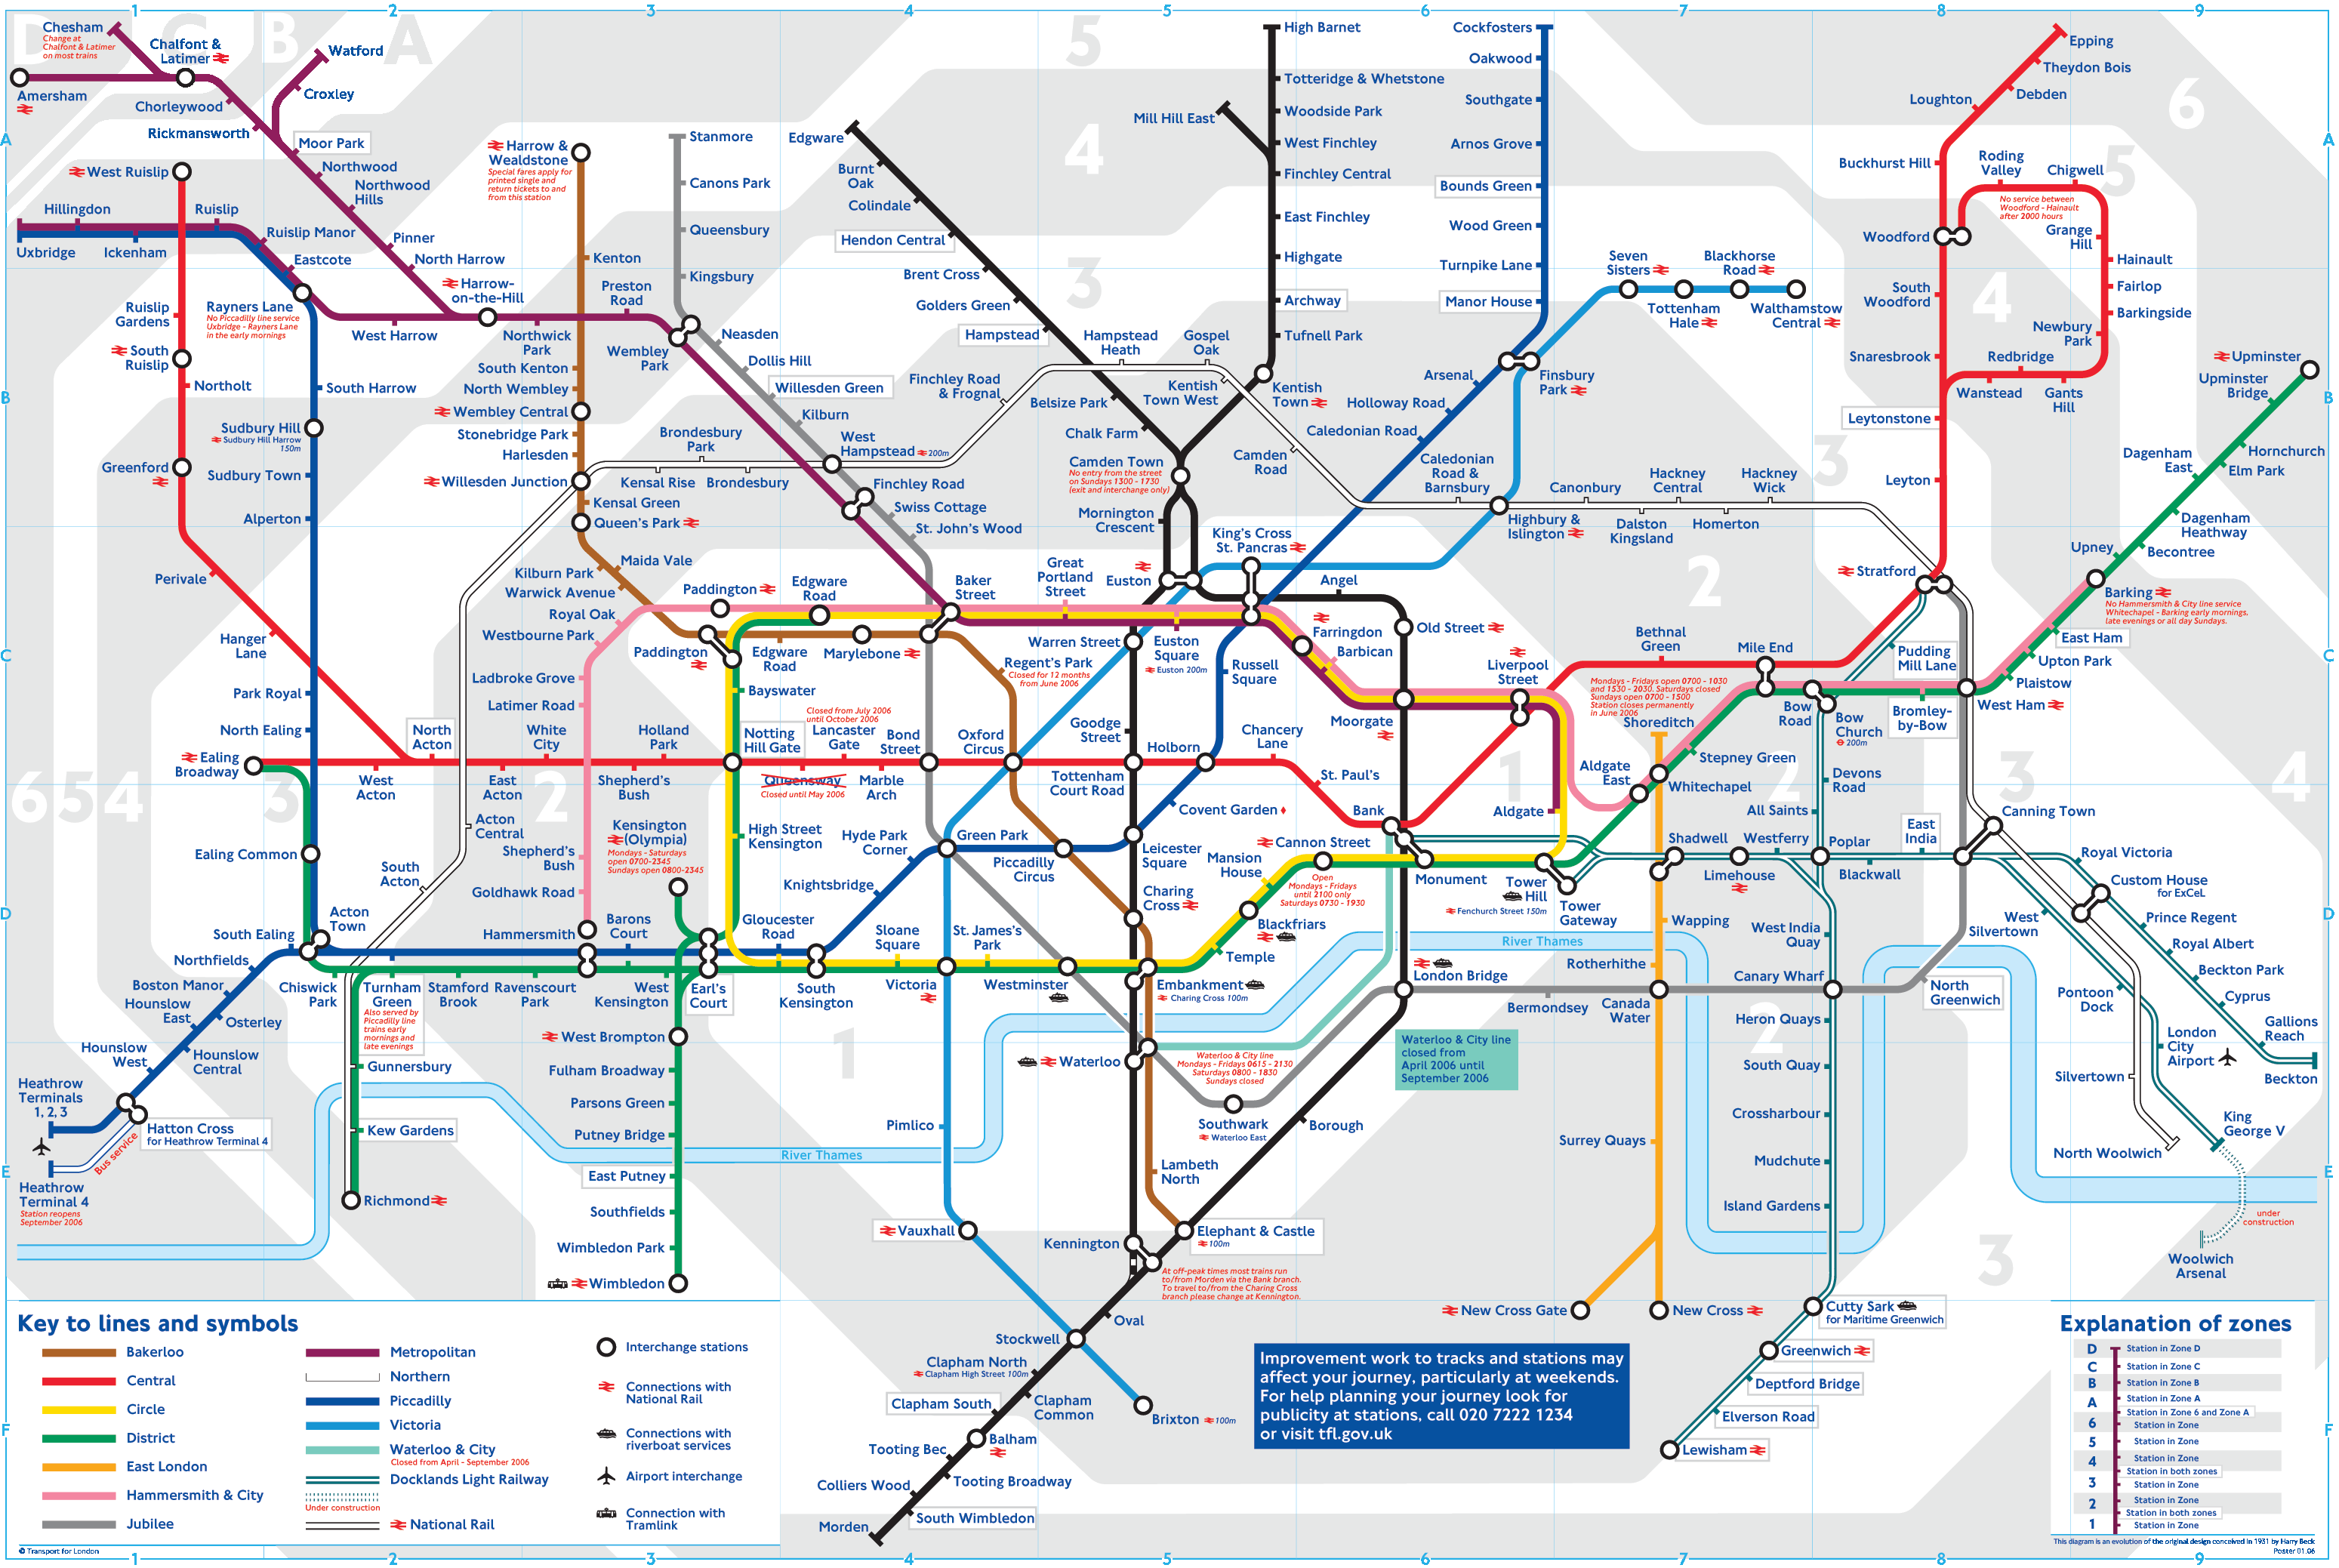 1
2
3
4
5
6
7
8
9
A
B
C
D
E
F
D
C
B
A
5
4
3
6
5
4
Chesham
Change at
Chalfont & Latimer
on most trains
Chalfont &
Latimer
Watford
Amersham
Croxley
Chorleywood
Rickmansworth
Moor Park
West Ruislip
Northwood
Northwood
Hills
Hillingdon
Ruislip
Uxbridge
Ickenham
Ruislip Manor
Eastcote
Pinner
North Harrow
Harrow-
on-the-Hill
Rayners Lane
No Piccadilly line service
Uxbridge - Rayners Lane
in the early mornings
West Harrow
Ruislip
Gardens
South
Ruislip
Northolt
South Harrow
Sudbury Hill
Sudbury Hill Harrow
150m
Greenford
Sudbury Town
Alperton
Perivale
Hanger
Lane
Park Royal
North Ealing
Ealing
Broadway
Harrow &
Wealdstone
Special fares apply for
printed single and
return tickets to and
from this station
Kenton
Preston
Road
Northwick
Park
South Kenton
North Wembley
Wembley Central
Stonebridge Park
Harlesden
Willesden Junction
Kensal Green
Queen's Park
Kilburn Park
Maida Vale
Warwick Avenue
Royal Oak
Westbourne Park
Stanmore
Canons Park
Queensbury
Kingsbury
Wembley
Park
Neasden
Dollis Hill
Willesden Green
Kilburn
West
Hampstead
200m
Brondesbury
Park
Kensal Rise
Brondesbury
Finchley Road
Swiss Cottage
St. John's Wood
Finchley Road
& Frognal
Hampstead
Heath
Gospel
Oak
Kentish
Town West
Camden
Road
Edgware
Burnt
Oak
Colindale
Hendon Central
Brent Cross
Golders Green
Hampstead
Belsize Park
Chalk Farm
Camden Town
No entry from the street
on Sundays 1300 - 1730
(exit and interchange only)
Mornington
Crescent
Euston
High Barnet
Totteridge & Whetstone
Mill Hill East
Woodside Park
West Finchley
Finchley Central
East Finchley
Highgate
Archway
Tufnell Park
Kentish
Town
Cockfosters
Oakwood
Southgate
Arnos Grove
Bounds Green
Wood Green
Turnpike Lane
Manor House
Arsenal
Finsbury
Park
Holloway Road
Caledonian Road
Caledonian
Road &
Barnsbury
Highbury &
Islington
Seven
Sisters
Blackhorse
Road
Tottenham
Hale
Walthamstow
Central
Canonbury
Dalston
Kingsland
Hackney
Central
Homerton
Hackney
Wick
Epping
Theydon Bois
Debden
Loughton
Buckhurst Hill
Roding
Valley
Chigwell
No service between
Woodford - Hainault
after 2000 hours
Grange
Hill
Woodford
Hainault
Fairlop
Barkingside
Newbury
Park
South
Woodford
Snaresbrook
Redbridge
Wanstead
Gants
Hill
Leytonstone
Leyton
Stratford
Upminster
Upminster
Bridge
Hornchurch
Elm Park
Dagenham
East
Dagenham
Heathway
Becontree
Upney
Barking
No Hammersmith & City line service
Whitechapel - Barking early mornings,
late evenings or all day Sundays.
East Ham
Upton Park
Plaistow
West Ham
Bromley-
by-Bow
Bow
Road
Bow
Church
200m
Pudding
Mill Lane
Mile End
Bethnal
Green
Mondays - Fridays open 0700 - 1030
and 1530 - 2030. Saturdays closed
Sundays open 0700 - 1500
Station closes permanently
in June 2006
Shoreditch
Stepney Green
Whitechapel
Aldgate
East
Aldgate
Liverpool
Street
Moorgate
Old Street
Angel
King's Cross
St. Pancras
Farringdon
Barbican
Euston
Square
Euston 200m
Warren Street
Great
Portland
Street
Baker
Street
Regent's Park
Closed for 12 months
from June 2006
Marylebone
Edgware
Road
Edgware
Road
Paddington
Paddington
Bayswater
Ladbroke Grove
Latimer Road
North
Acton
White
City
Holland
Park
West
Acton
East
Acton
Shepherd's
Bush
Notting
Hill Gate
Queensway
Closed until May 2006
Closed from July 2006
until October 2006
Lancaster
Gate
Marble
Arch
Bond
Street
Oxford
Circus
Goodge
Street
Tottenham
Court Road
Russell
Square
Holborn
Chancery
Lane
St. Paul's
Bank
Covent Garden
Leicester
Square
Piccadilly
Circus
Green Park
Hyde Park
Corner
Knightsbridge
High Street
Kensington
Kensington
(Olympia)
Mondays - Saturdays
open 0700-2345
Sundays open 0800-2345
Shepherd's
Bush
Goldhawk Road
Hammersmith
Barons
Court
Gloucester
Road
Sloane
Square
St. James's
Park
Charing
Cross
Acton
Central
South
Acton
Ealing Common
Acton
Town
South Ealing
Northfields
Boston Manor
Hounslow
East
Osterley
Hounslow
Central
Hounslow
West
Heathrow
Terminals
1, 2, 3
Hatton Cross
for Heathrow Terminal 4
Bus service
Heathrow
Terminal 4
Station reopens
September 2006
Chiswick
Park
Turnham
Green
Also served by
Piccadilly line
trains early
mornings and
late evenings
Stamford
Brook
Ravenscourt
Park
West
Kensington
Earl's
Court
South
Kensington
Victoria
Westminster
Embankment
Charing Cross 100m
Temple
Blackfriars
Mansion
House
Cannon Street
Open
Mondays - Fridays
until 2100 only
Saturdays 0730 - 1930
Monument
Tower
Hill
Fenchurch Street 150m
Tower
Gateway
Gunnersbury
Kew Gardens
Richmond
West Brompton
Fulham Broadway
Parsons Green
Putney Bridge
East Putney
Southfields
Wimbledon Park
Wimbledon
River Thames
River Thames
Pimlico
Vauxhall
Stockwell
Brixton
100m
Waterloo
Waterloo & City line
Mondays - Fridays 0615 - 2130
Saturdays 0800 - 1830
Sundays closed
Southwark
Waterloo East
Lambeth
North
Elephant & Castle
100m
Borough
London Bridge
Waterloo & City line
closed from
April 2006 until
September 2006
Kennington
At off-peak times most trains run
to/from Morden via the Bank branch.
To travel to/from the Charing Cross
branch please change at Kennington.
Oval
Clapham North
Clapham High Street 100m
Clapham
Common
Clapham South
Balham
Tooting Bec
Tooting Broadway
Colliers Wood
South Wimbledon
Morden
Bermondsey
Canada
Water
Shadwell
Wapping
Rotherhithe
Surrey Quays
New Cross Gate
New Cross
Limehouse
Westferry
Poplar
All Saints
Devons
Road
Blackwall
East
India
Canning Town
West India
Quay
Canary Wharf
Heron Quays
South Quay
Crossharbour
Mudchute
Island Gardens
Cutty Sark
for Maritime Greenwich
Greenwich
Deptford Bridge
Elverson Road
Lewisham
North
Greenwich
Royal Victoria
Custom House
for ExCeL
Prince Regent
Royal Albert
Beckton Park
Cyprus
Gallions
Reach
Beckton
West
Silvertown
Pontoon
Dock
London
City
Airport
Silvertown
North Woolwich
King
George V
under
construction
Woolwich
Arsenal
Key to lines and symbols
Bakerloo
Central
Circle
District
East London
Hammersmith & City
Jubilee
Metropolitan
Northern
Piccadilly
Victoria
Waterloo & City
Closed from April - September 2006
Docklands Light Railway
Under construction
National Rail
Interchange stations
Connections with
National Rail
Connections with
riverboat services
Airport interchange
Connection with
Tramlink
© Transport for London
Improvement work to tracks and stations may
affect your journey, particularly at weekends.
For help planning your journey look for
publicity at stations, call 020 7222 1234
or visit tfl.gov.uk
Explanation of zones
D Station in Zone D
C Station in Zone C
B Station in Zone B
A Station in Zone A
Station in Zone 6 and Zone A
6 Station in Zone
5 Station in Zone
4 Station in Zone
Station in both zones
3 Station in Zone
2 Station in Zone
Station in both zones
1 Station in Zone
This diagram is an evolution of the original design conceived in 1931 by Harry Beck
Poster 01.06
1
2
3
4
5
6
7
8
9